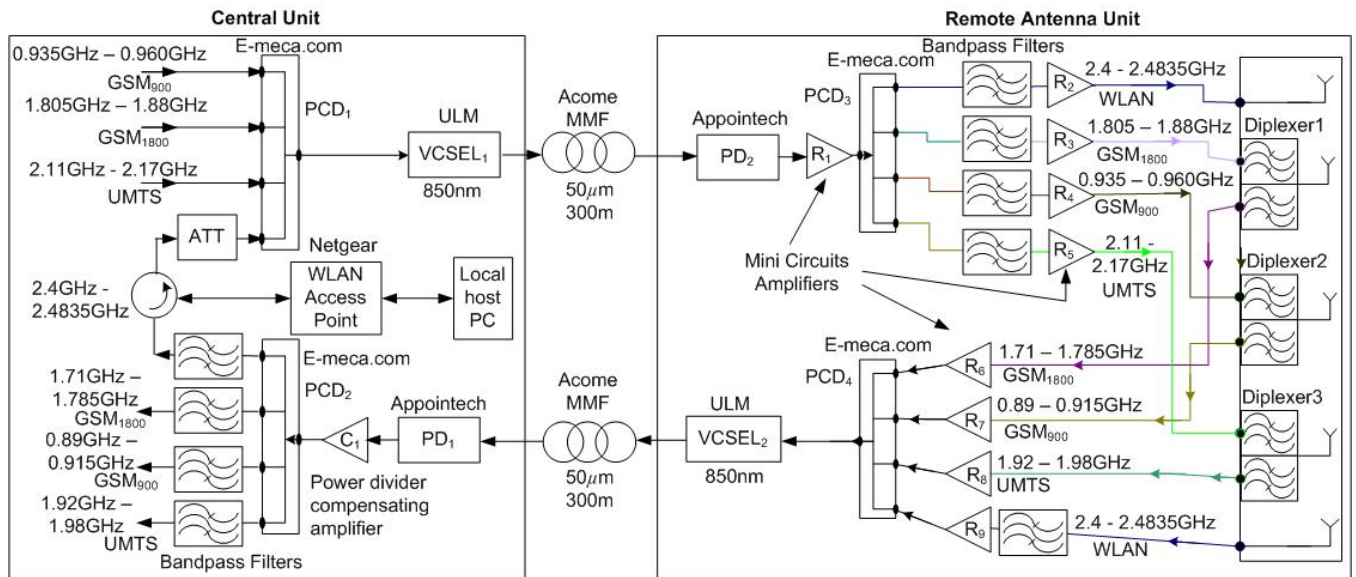 Central Unit
Remote Antenna Unit
E-meca.com
0.935GHz – 0.960GHz
GSM900
PCD1
1.805GHz – 1.88GHz
GSM1800
2.11GHz - 2.17GHz
UMTS
ATT
ULM
VCSEL1
850nm
Acome
MMF
50μm
300m
Netgear
WLAN
Access
Point
Local
host
PC
2.4GHz -
2.4835GHz
E-meca.com
PCD2
1.71GHz –
1.785GHz
GSM1800
0.89GHz –
0.915GHz
GSM900
1.92GHz –
1.98GHz
UMTS
Bandpass Filters
C1
Power divider
compensating
amplifier
Appointech
PD1
Acome
MMF
50μm
300m
Bandpass Filters
E-meca.com
PCD3
Appointech
PD2
R1
R2
2.4 - 2.4835GHz
WLAN
R3
1.805 – 1.88GHz
GSM1800
R4
0.935 – 0.960GHz
GSM900
R5
2.11 -
2.17GHz
UMTS
Mini Circuits
Amplifiers
Diplexer1
Diplexer2
Diplexer3
E-meca.com
PCD4
ULM
VCSEL2
850nm
R6
1.71 – 1.785GHz
GSM1800
R7
0.89 – 0.915GHz
GSM900
R8
1.92 – 1.98GHz
UMTS
R9
2.4 - 2.4835GHz
WLAN